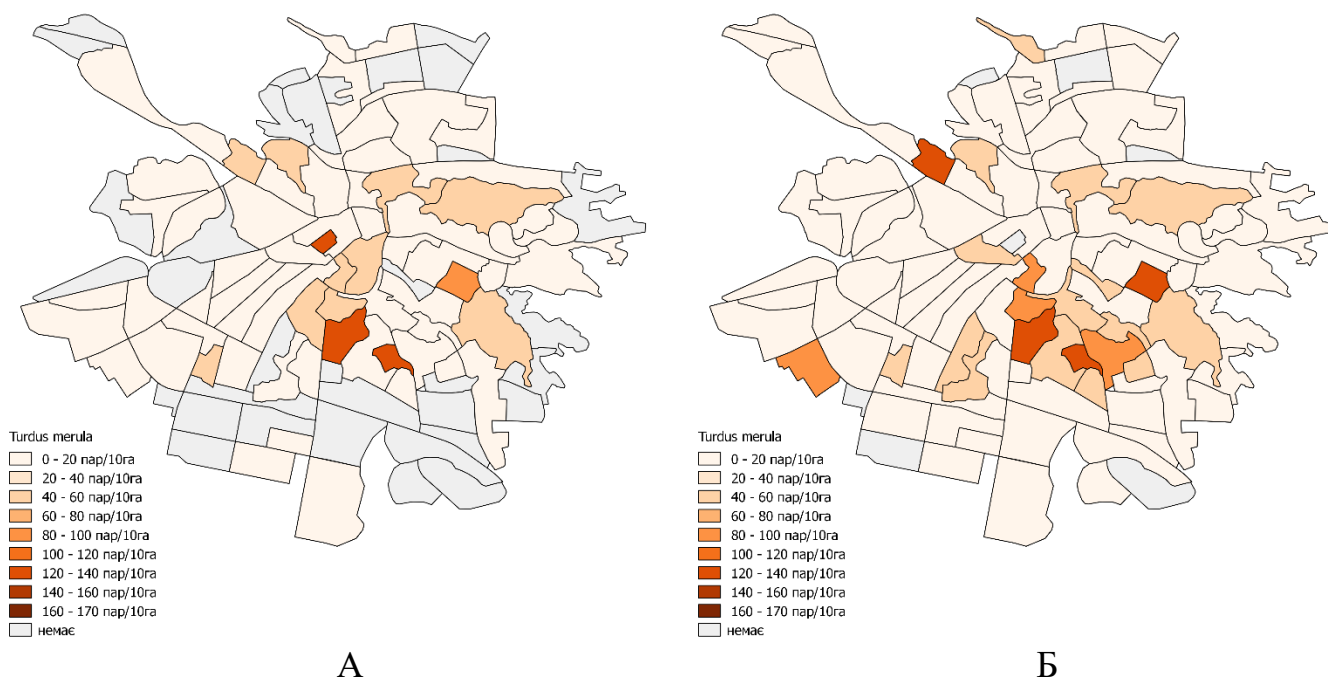 Turdus merula
0 - 20 пар/10га
20 - 40 пар/10га
40 - 60 пар/10га
60 - 80 пар/10га
80 - 100 пар/10га
100 - 120 пар/10га
120 - 140 пар/10га
140 - 160 пар/10га
160 - 170 пар/10га
немає
А
Turdus merula
0 - 20 пар/10га
20 - 40 пар/10га
40 - 60 пар/10га
60 - 80 пар/10га
80 - 100 пар/10га
100 - 120 пар/10га
120 - 140 пар/10га
140 - 160 пар/10га
160 - 170 пар/10га
немає
Б